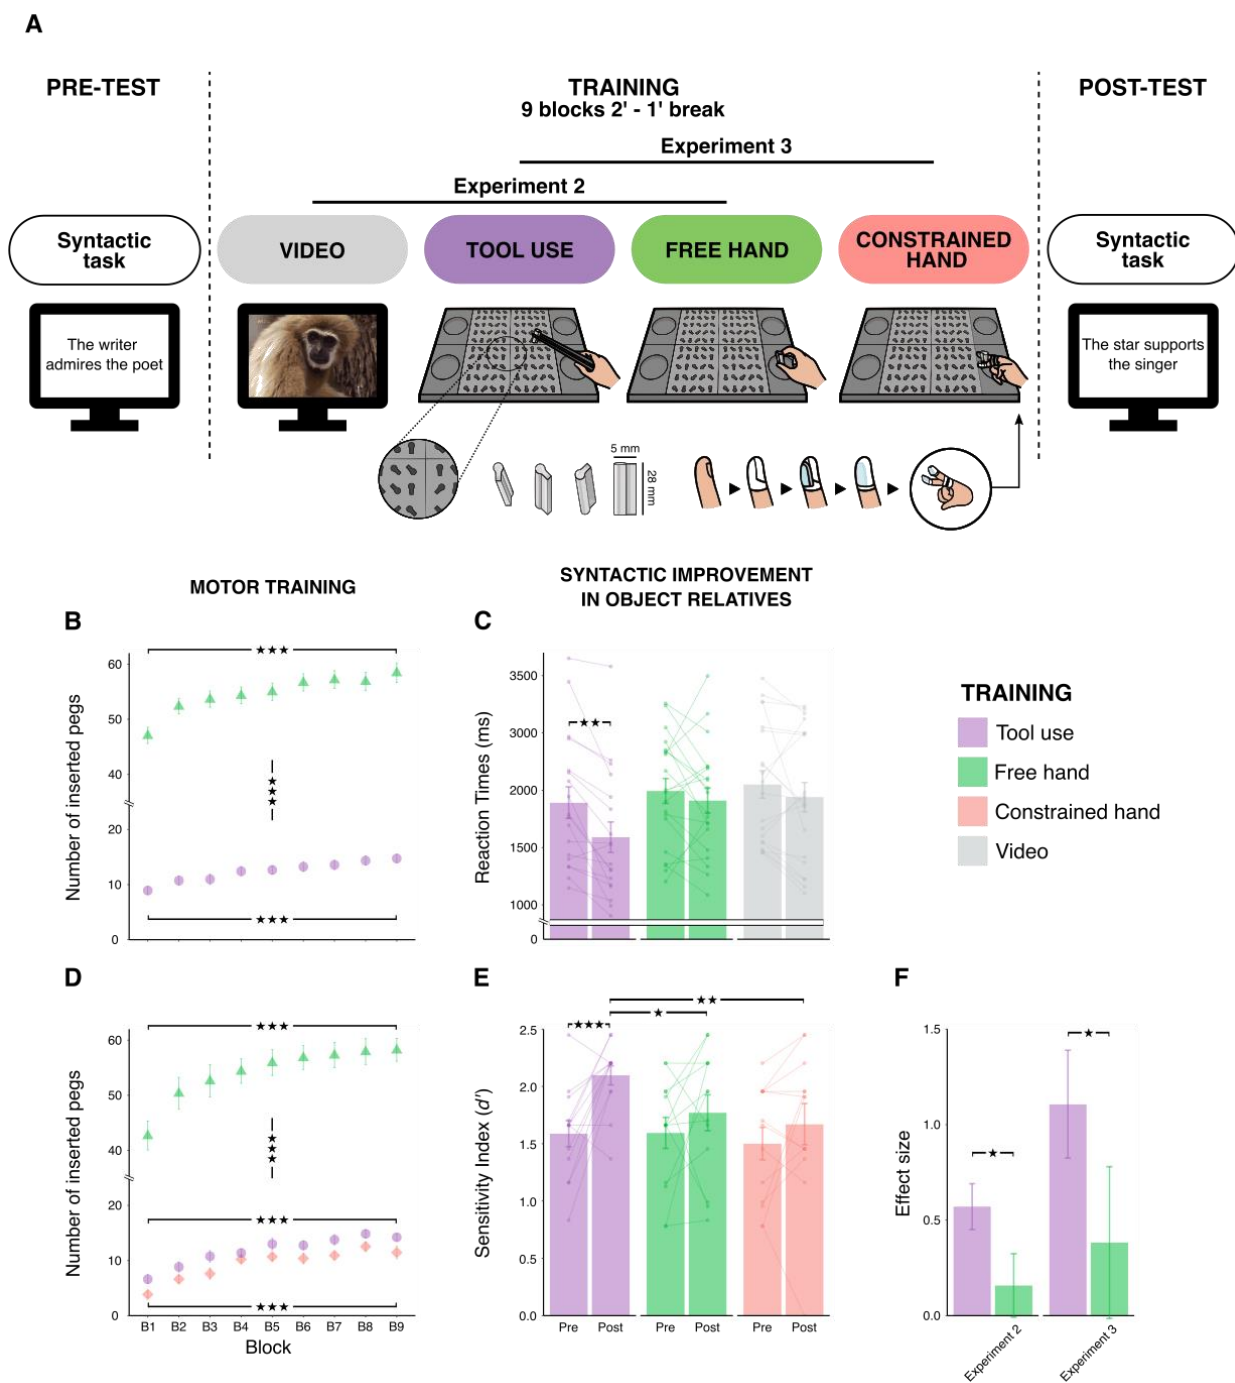 A
PRE-TEST
TRAINING
9 blocks 2' - 1' break
POST-TEST
Experiment 3
Experiment 2
Syntactic
task
VIDEO
TOOL USE
FREE HAND
CONSTRAINED
HAND
Syntactic
task
The writer
admires the poet
The star supports
the singer
5 mm
28 mm
MOTOR TRAINING
SYNTACTIC IMPROVEMENT
IN OBJECT RELATIVES
B
Number of inserted pegs
60
50
40
20
10
0
★★★
★★★
★★★
C
Reaction Times (ms)
3500
3000
2000
1500
1000
0
★★
TRAINING
Tool use
Free hand
Constrained hand
Video
D
Number of inserted pegs
60
50
40
20
10
0
★★★
★★★
★★★
★★★
B1 B2 B3 B4 B5 B6 B7 B8 B9
Block
E
Sensitivity Index (d')
2.5
2.0
1.5
1.0
0.5
0.0
★★★
★
★★
Pre Post Pre Post Pre Post
F
Effect size
1.5
1.0
0.5
0.0
★
★
Experiment 2
Experiment 3